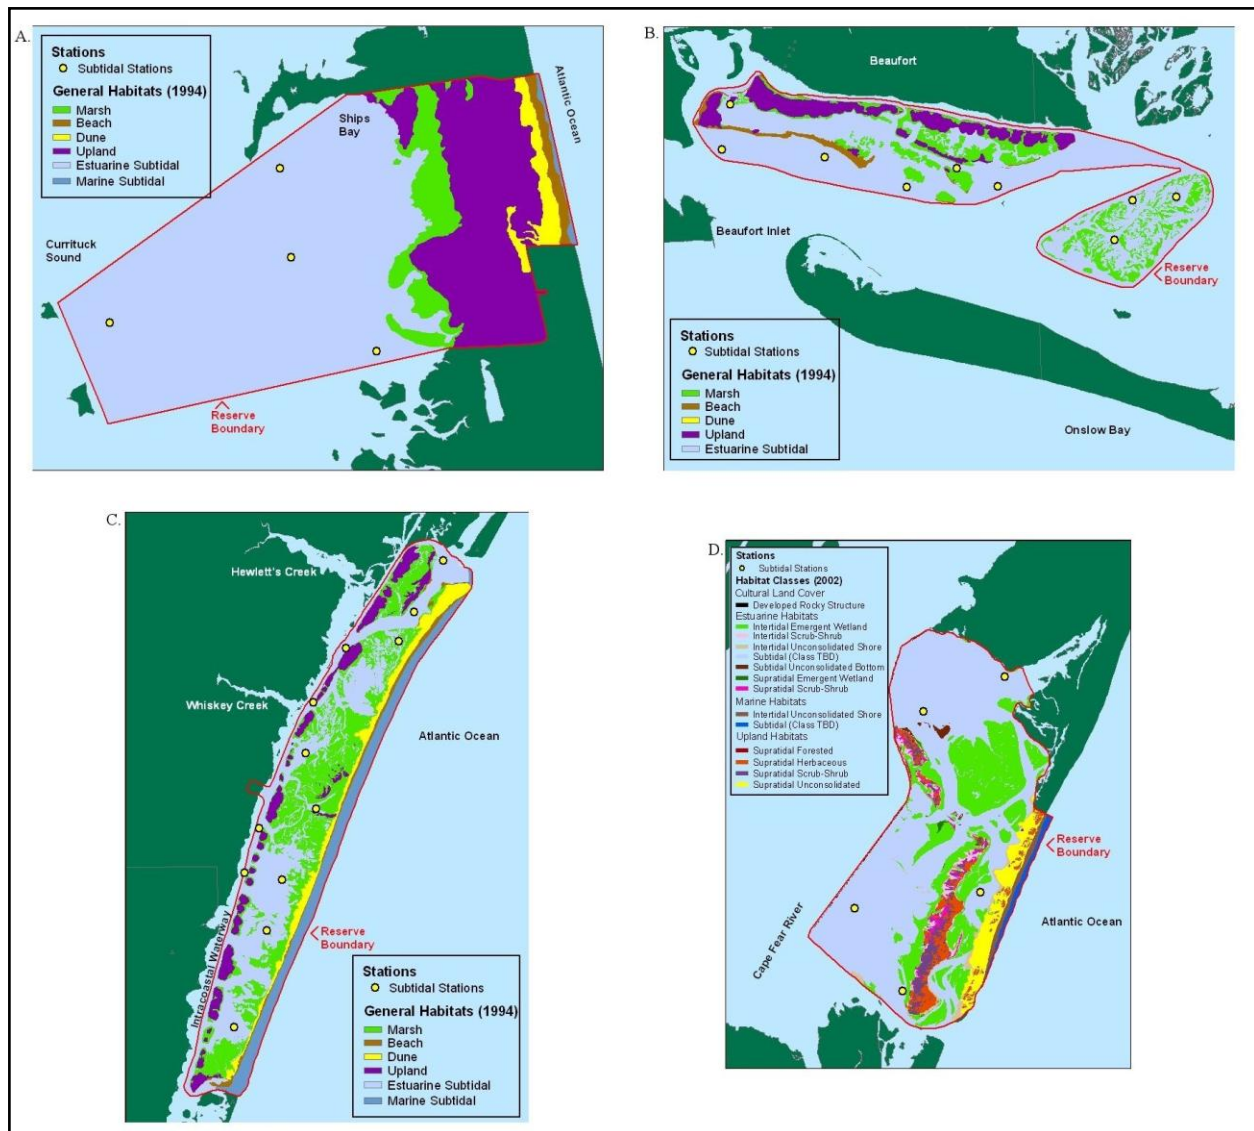 A.
Stations
Subtidal Stations
General Habitats (1994)
Marsh
Beach
Dune
Upland
Estuarine Subtidal
Marine Subtidal
Ships
Bay
Atlantic Ocean
Currituck
Sound
Reserve
Boundary
B.
Beaufort
Beaufort Inlet
Reserve
Boundary
Stations
Subtidal Stations
General Habitats (1994)
Marsh
Beach
Dune
Upland
Estuarine Subtidal
Onslow Bay
C.
Hewlett's Creek
Whiskey Creek
Atlantic Ocean
Intracoastal Waterway
Reserve
Boundary
Stations
Subtidal Stations
General Habitats (1994)
Marsh
Beach
Dune
Upland
Estuarine Subtidal
Marine Subtidal
D.
Stations
Subtidal Stations
Habitat Classes (2002)
Cultural Land Cover
Developed Rocky Structure
Estuarine Habitats
Intertidal Emergent Wetland
Intertidal Scrub-Shrub
Intertidal Unconsolidated Shore
Subtidal (Class TBD)
Subtidal Unconsolidated Bottom
Supratidal Emergent Wetland
Supratidal Scrub-Shrub
Marine Habitats
Intertidal Unconsolidated Shore
Subtidal (Class TBD)
Upland Habitats
Supratidal Forested
Supratidal Herbaceous
Supratidal Scrub-Shrub
Supratidal Unconsolidated
Reserve
Boundary
Atlantic Ocean
Cape Fear River